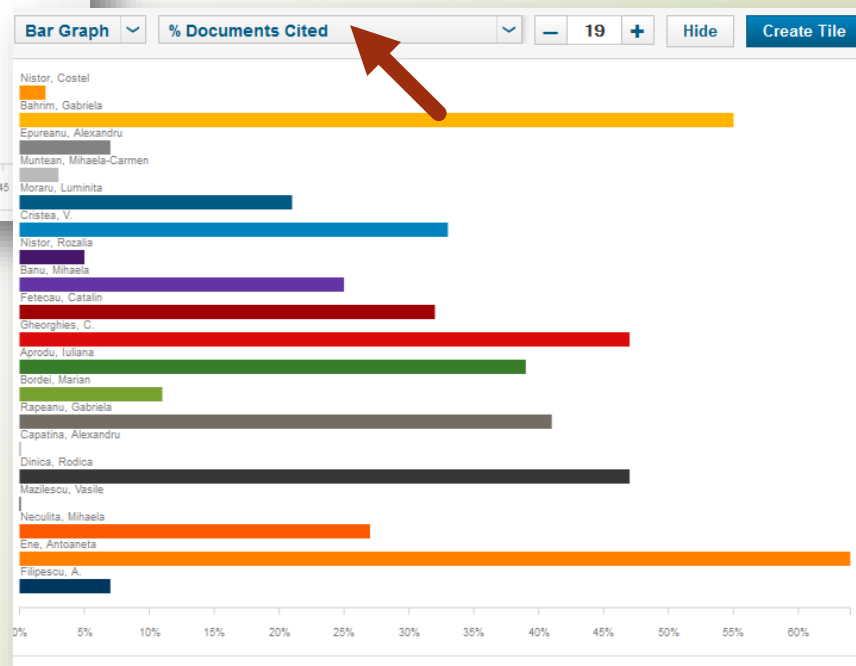 Bar Graph % Documents Cited — 19 + Hide Create Tile
Nistor, Costel
Bahrim, Gabriela
Epureanu, Alexandru
Muntean, Mihaela-Carmen
45
Moraru, Luminita
Cristea, V.
Nistor, Rozalia
Banu, Mihaela
Fetecau, Catalin
Gheorghies, C.
Aprodu, Iuliana
Bordei, Marian
Rapeanu, Gabriela
Capatina, Alexandru
Dinica, Rodica
Mazilescu, Vasile
Neculita, Mihaela
Ene, Antoaneta
Filipescu, A.
0% 5% 10% 15% 20% 25% 30% 35% 40% 45% 50% 55% 60%